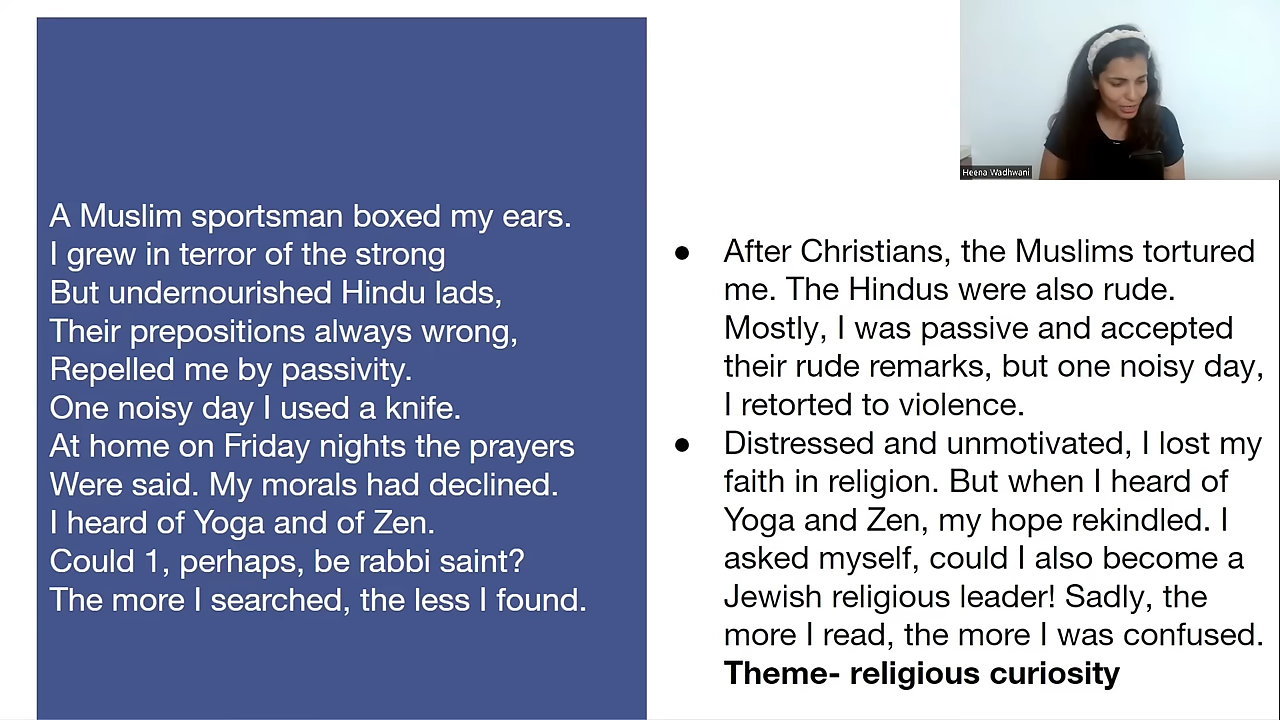 A Muslim sportsman boxed my ears.
I grew in terror of the strong
But undernourished Hindu lads,
Their prepositions always wrong,
Repelled me by passivity.
One noisy day I used a knife.
At home on Friday nights the prayers
Were said. My morals had declined.
I heard of Yoga and of Zen.
Could 1, perhaps, be rabbi saint?
The more I searched, the less I found.
Heena Wadhwani
● After Christians, the Muslims tortured
me. The Hindus were also rude.
Mostly, I was passive and accepted
their rude remarks, but one noisy day,
I retorted to violence.
● Distressed and unmotivated, I lost my
faith in religion. But when I heard of
Yoga and Zen, my hope rekindled. I
asked myself, could I also become a
Jewish religious leader! Sadly, the
more I read, the more I was confused.
Theme- religious curiosity